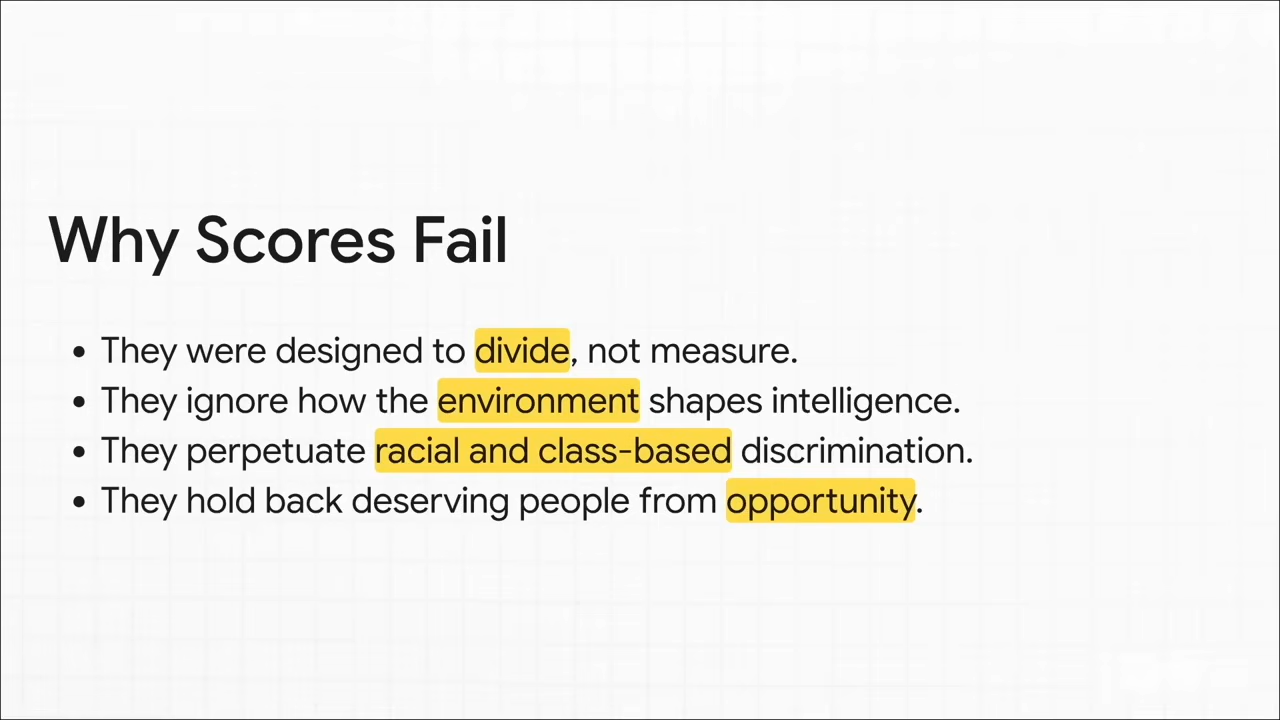 Why Scores Fail
• They were designed to divide, not measure.
• They ignore how the environment shapes intelligence.
• They perpetuate racial and class-based discrimination.
• They hold back deserving people from opportunity.